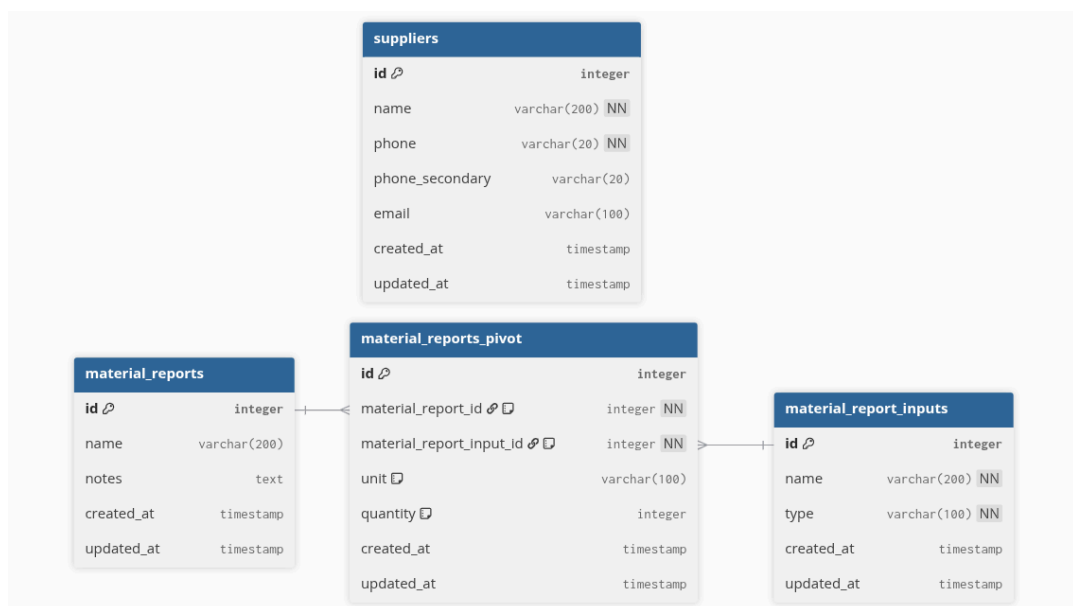 suppliers
id integer
name varchar(200) NN
phone varchar(20) NN
phone_secondary varchar(20)
email varchar(100)
created_at timestamp
updated_at timestamp
material_reports
id integer
name varchar(200)
notes text
created_at timestamp
updated_at timestamp
material_reports_pivot
id integer
material_report_id integer NN
material_report_input_id integer NN
unit varchar(100)
quantity integer
created_at timestamp
updated_at timestamp
material_report_inputs
id integer
name varchar(200) NN
type varchar(100) NN
created_at timestamp
updated_at timestamp